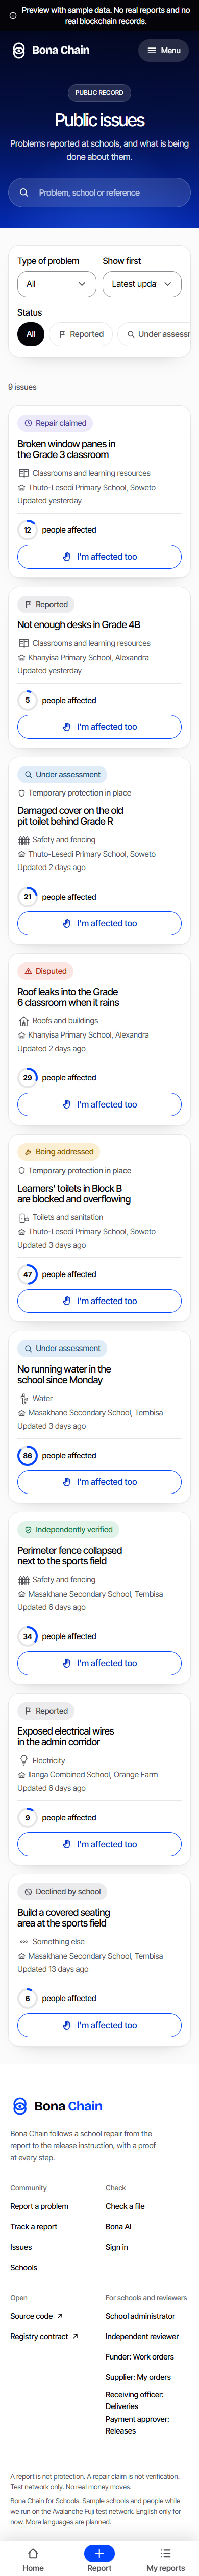 Preview with sample data. No real reports and no
real blockchain records.
Bona Chain
Menu
PUBLIC RECORD
Public issues
Problems reported at schools, and what is being
done about them.
Problem, school or reference
Type of problem
Show first
All
Latest updat
Status
All
Reported
Under assessm
9 issues
Repair claimed
Broken window panes in
the Grade 3 classroom
Classrooms and learning resources
Thuto-Lesedi Primary School, Soweto
Updated yesterday
12 people affected
I'm affected too
Reported
Not enough desks in Grade 4B
Classrooms and learning resources
Khanyisa Primary School, Alexandra
Updated yesterday
5 people affected
I'm affected too
Under assessment
Temporary protection in place
Damaged cover on the old
pit toilet behind Grade R
Safety and fencing
Thuto-Lesedi Primary School, Soweto
Updated 2 days ago
21 people affected
I'm affected too
Disputed
Roof leaks into the Grade
6 classroom when it rains
Roofs and buildings
Khanyisa Primary School, Alexandra
Updated 2 days ago
29 people affected
I'm affected too
Being addressed
Temporary protection in place
Learners' toilets in Block B
are blocked and overflowing
Toilets and sanitation
Thuto-Lesedi Primary School, Soweto
Updated 3 days ago
47 people affected
I'm affected too
Under assessment
No running water in the
school since Monday
Water
Masakhane Secondary School, Tembisa
Updated 3 days ago
86 people affected
I'm affected too
Independently verified
Perimeter fence collapsed
next to the sports field
Safety and fencing
Masakhane Secondary School, Tembisa
Updated 6 days ago
34 people affected
I'm affected too
Reported
Exposed electrical wires
in the admin corridor
Electricity
Ilanga Combined School, Orange Farm
Updated 6 days ago
9 people affected
I'm affected too
Declined by school
Build a covered seating
area at the sports field
Something else
Masakhane Secondary School, Tembisa
Updated 13 days ago
6 people affected
I'm affected too
Bona Chain
Bona Chain follows a school repair from the
report to the release instruction, with a proof
at every step.
Community
Report a problem
Track a report
Issues
Schools
Check
Check a file
Bona AI
Sign in
Open
Source code
Registry contract
For schools and reviewers
School administrator
Independent reviewer
Funder: Work orders
Supplier: My orders
Receiving officer:
Deliveries
Payment approver:
Releases
A report is not protection. A repair claim is not verification.
Test network only. No real money moves.
Bona Chain for Schools. Sample schools and people while
we run on the Avalanche Fuji test network. English only for
now. More languages are planned.
Home
Report
My reports